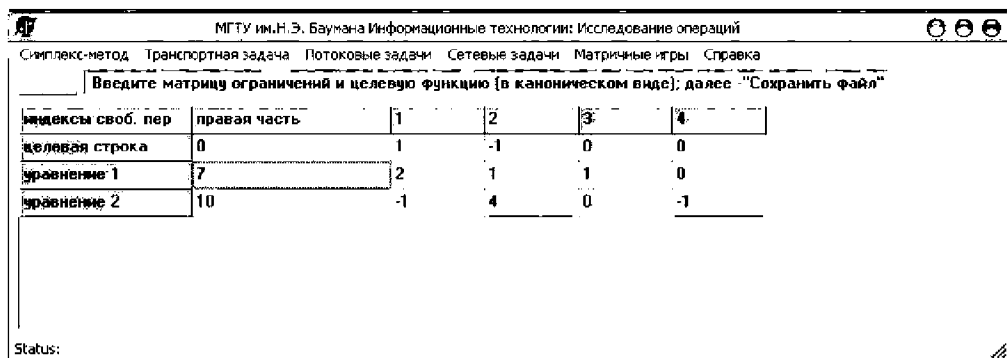 МГТУ им.Н.Э. Баумана Информационные технологии: Исследование операций
Симплекс-метод Транспортная задача Потоковые задачи Сетевые задачи Матричные игры Справка
Введите матрицу ограничений и целевую функцию (в каноническом виде); далее -"Сохранить файл"
индексы своб. пер правая часть 1 2 3 4
целевая строка 0 1 -1 0 0
уравнение 1 7 2 1 1 0
уравнение 2 10 -1 4 0 -1
Status: